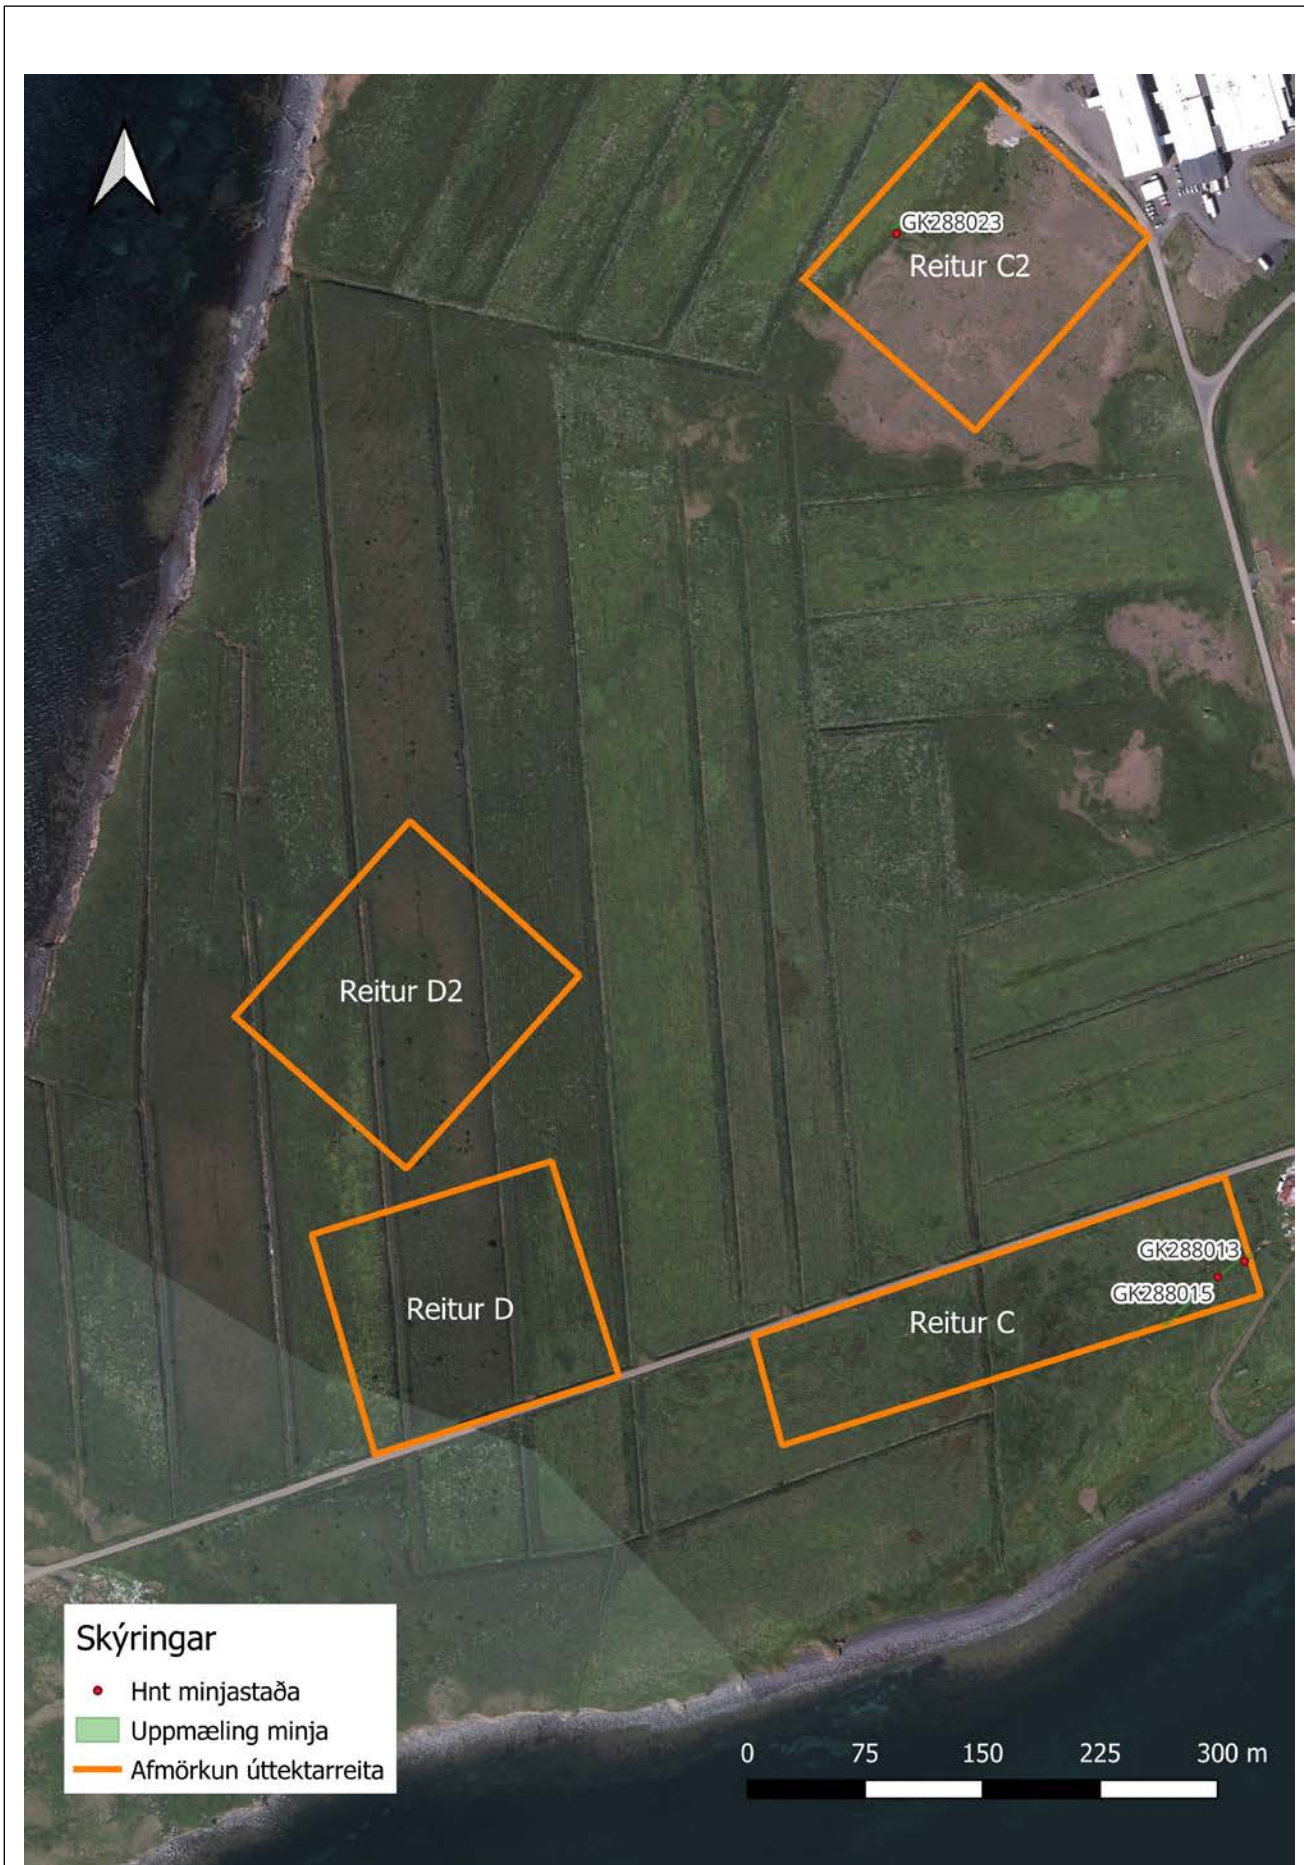 GK288023
Reitur C2
Reitur D2
GK288013
GK288015
Reitur D
Reitur C
Skýringar
Hnt minjastaða
Uppmæling minja
Afmörkun úttektarreita
0 75 150 225 300 m